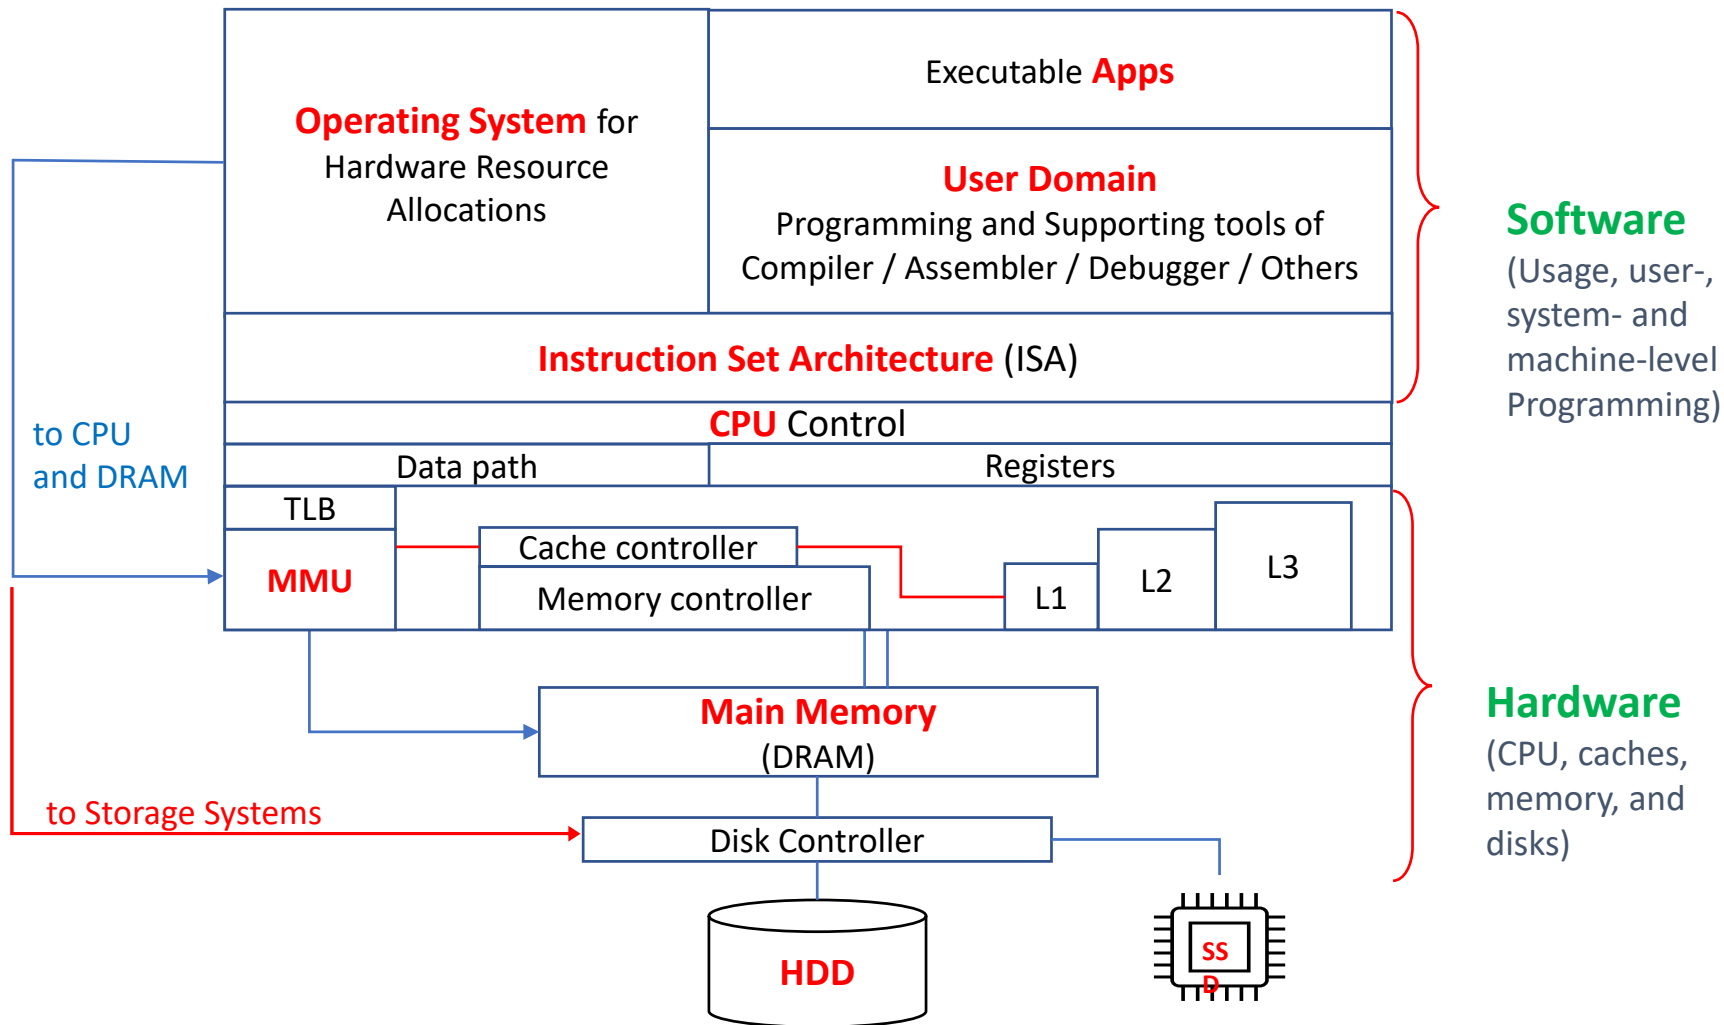 Executable Apps
Operating System for
Hardware Resource
Allocations
User Domain
Programming and Supporting tools of
Compiler / Assembler / Debugger / Others
Instruction Set Architecture (ISA)
Software
(Usage, user-,
system- and
machine-level
Programming)
CPU Control
to CPU
and DRAM
Data path
Registers
TLB
MMU
Cache controller
Memory controller
L1
L2
L3
Main Memory
(DRAM)
Hardware
(CPU, caches,
memory, and
disks)
to Storage Systems
Disk Controller
HDD
SS
D